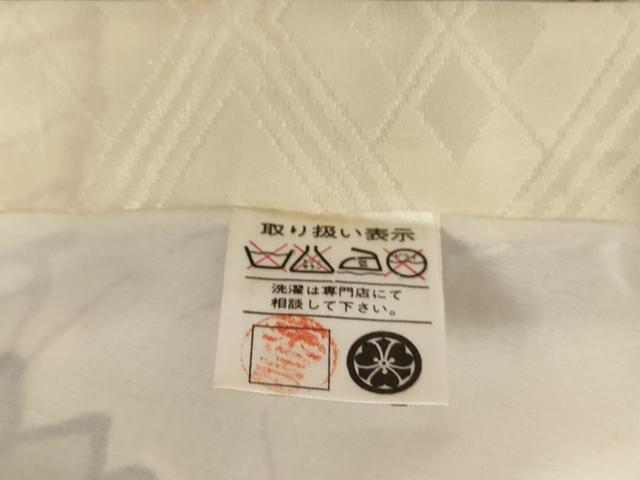 取り扱い表示
洗濯は専門店にて
相談して下さい。